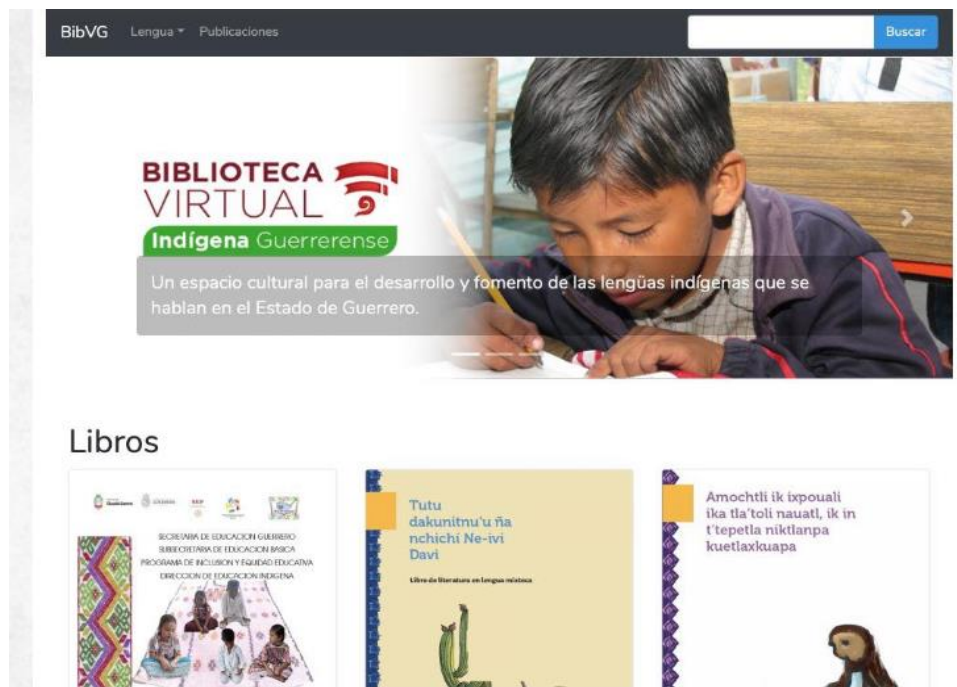 BibVG Lengua Publicaciones Buscar
BIBLIOTECA
VIRTUAL
Indígena Guerrerense
Un espacio cultural para el desarrollo y fomento de las lengüas indígenas que se
hablan en el Estado de Guerrero.
Libros
SECRETARIA DE EDUCACION GUERRERO
SUBSECRETARIA DE EDUCACION BASICA
PROGRAMA DE INCLUSION Y EQUIDAD EDUCATIVA
DIRECCION DE EDUCACION INDIGENA
Tutu
dakunitnu'u ña
nchichi Ne-ivi
Davi
Libro de literatura en lengua mixteca
Amochtli ik ixpouali
ika tla'toli nauatl, ik in
t'epetla niktlanpa
kuetlaxkuapa